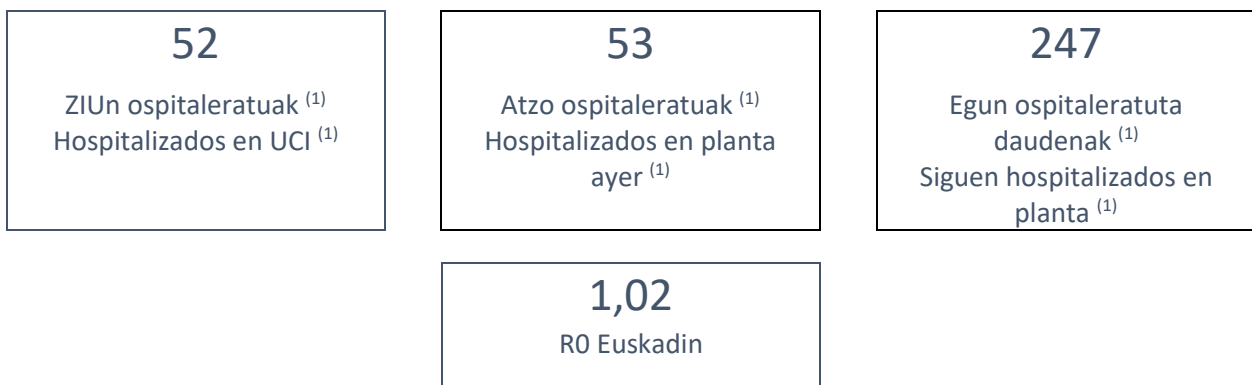 52
ZIUn ospitaleratuak (1)
Hospitalizados en UCI (1)
53
Atzo ospitaleratuak (1)
Hospitalizados en planta
ayer (1)
247
Egun ospitaleratuta
daudenak (1)
Siguen hospitalizados en
planta (1)
1,02
R0 Euskadin